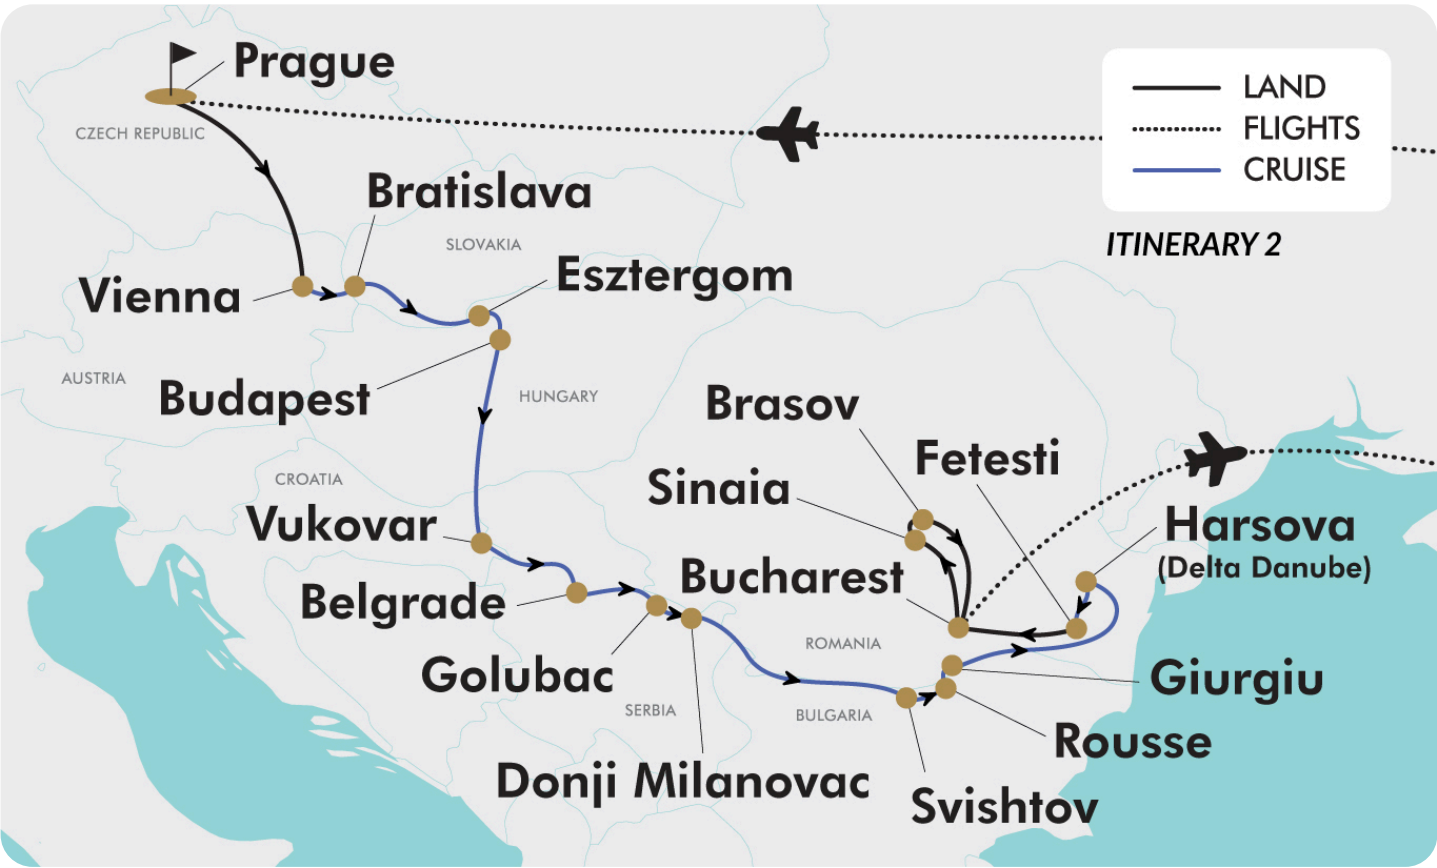 Prague
LAND
FLIGHTS
CRUISE
CZECH REPUBLIC
Bratislava
SLOVAKIA
ITINERARY 2
Esztergom
Vienna
AUSTRIA
Budapest
HUNGARY
Brasov
Fetesti
CROATIA
Sinaia
Vukovar
Harsova
(Delta Danube)
Bucharest
Belgrade
ROMANIA
Golubac
Giurgiu
SERBIA
BULGARIA
Rousse
Donji Milanovac
Svishtov